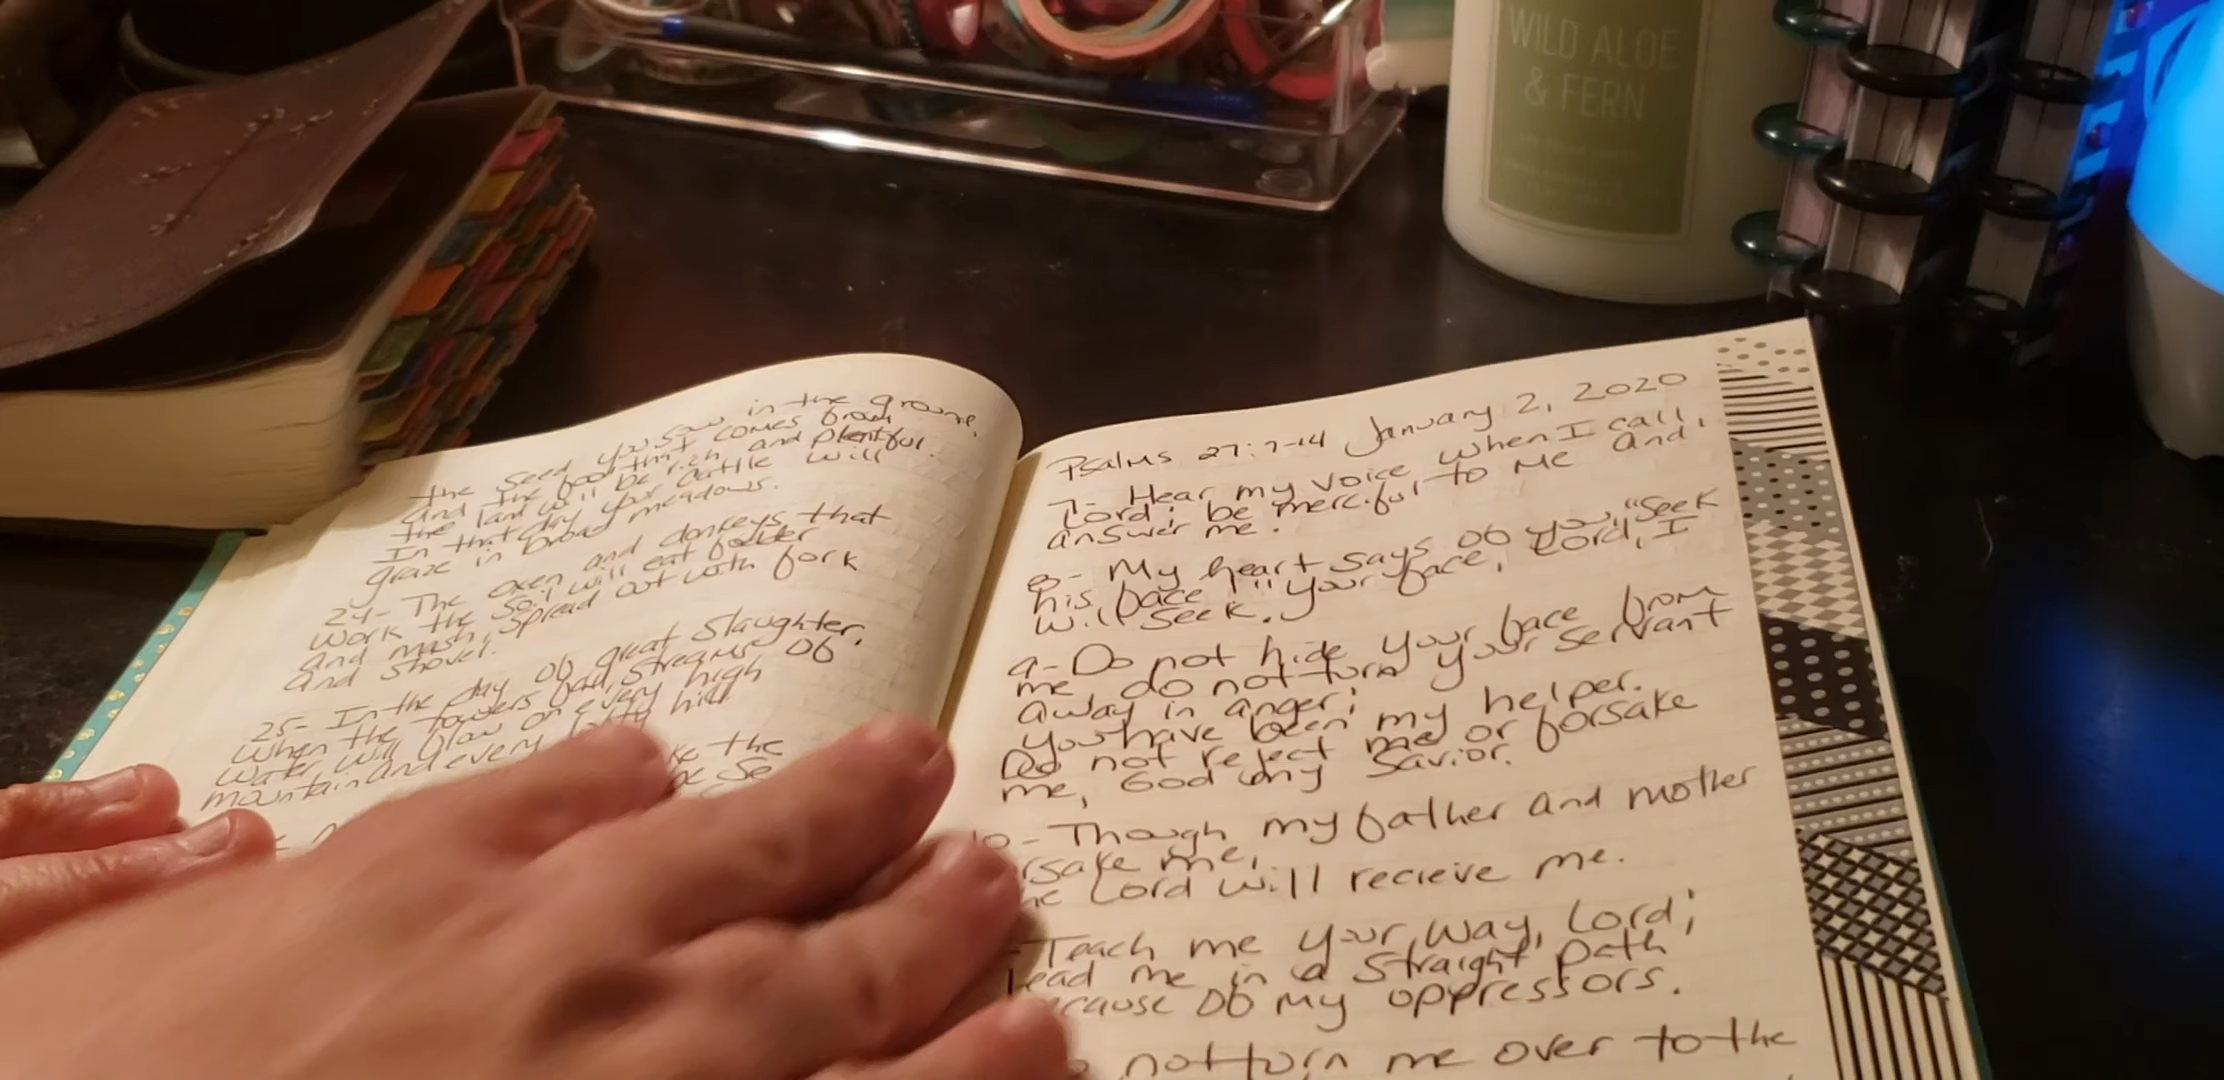 WILD ALOE
& FERN
the seed you sow in the ground,
and the food that comes from
the land will be rich and plentiful.
In that day your cattle will
graze in broad meadows.
24- The oxen and donkeys that
work the soil will eat fodder
and mash, spread out with fork
and shovel.
25- In the day of great slaughter,
when the towers fall, streams of
water will flow on every high
mountain and every lofty hill
the
Psalms 27:7-14 January 2, 2020
7- Hear my voice when I call,
Lord; be merciful to me and
answer me.
8- My heart says of you, "Seek
his face!" Your face, Lord, I
will seek.
9- Do not hide your face from
me, do not turn your servant
away in anger;
you have been my helper.
Do not reject me or forsake
me, God my Savior.
10- Though my father and mother
rsake me,
he Lord will recieve me.
- Teach me your way, Lord;
lead me in a straight path
ecause of my oppressors.
not turn me over to the